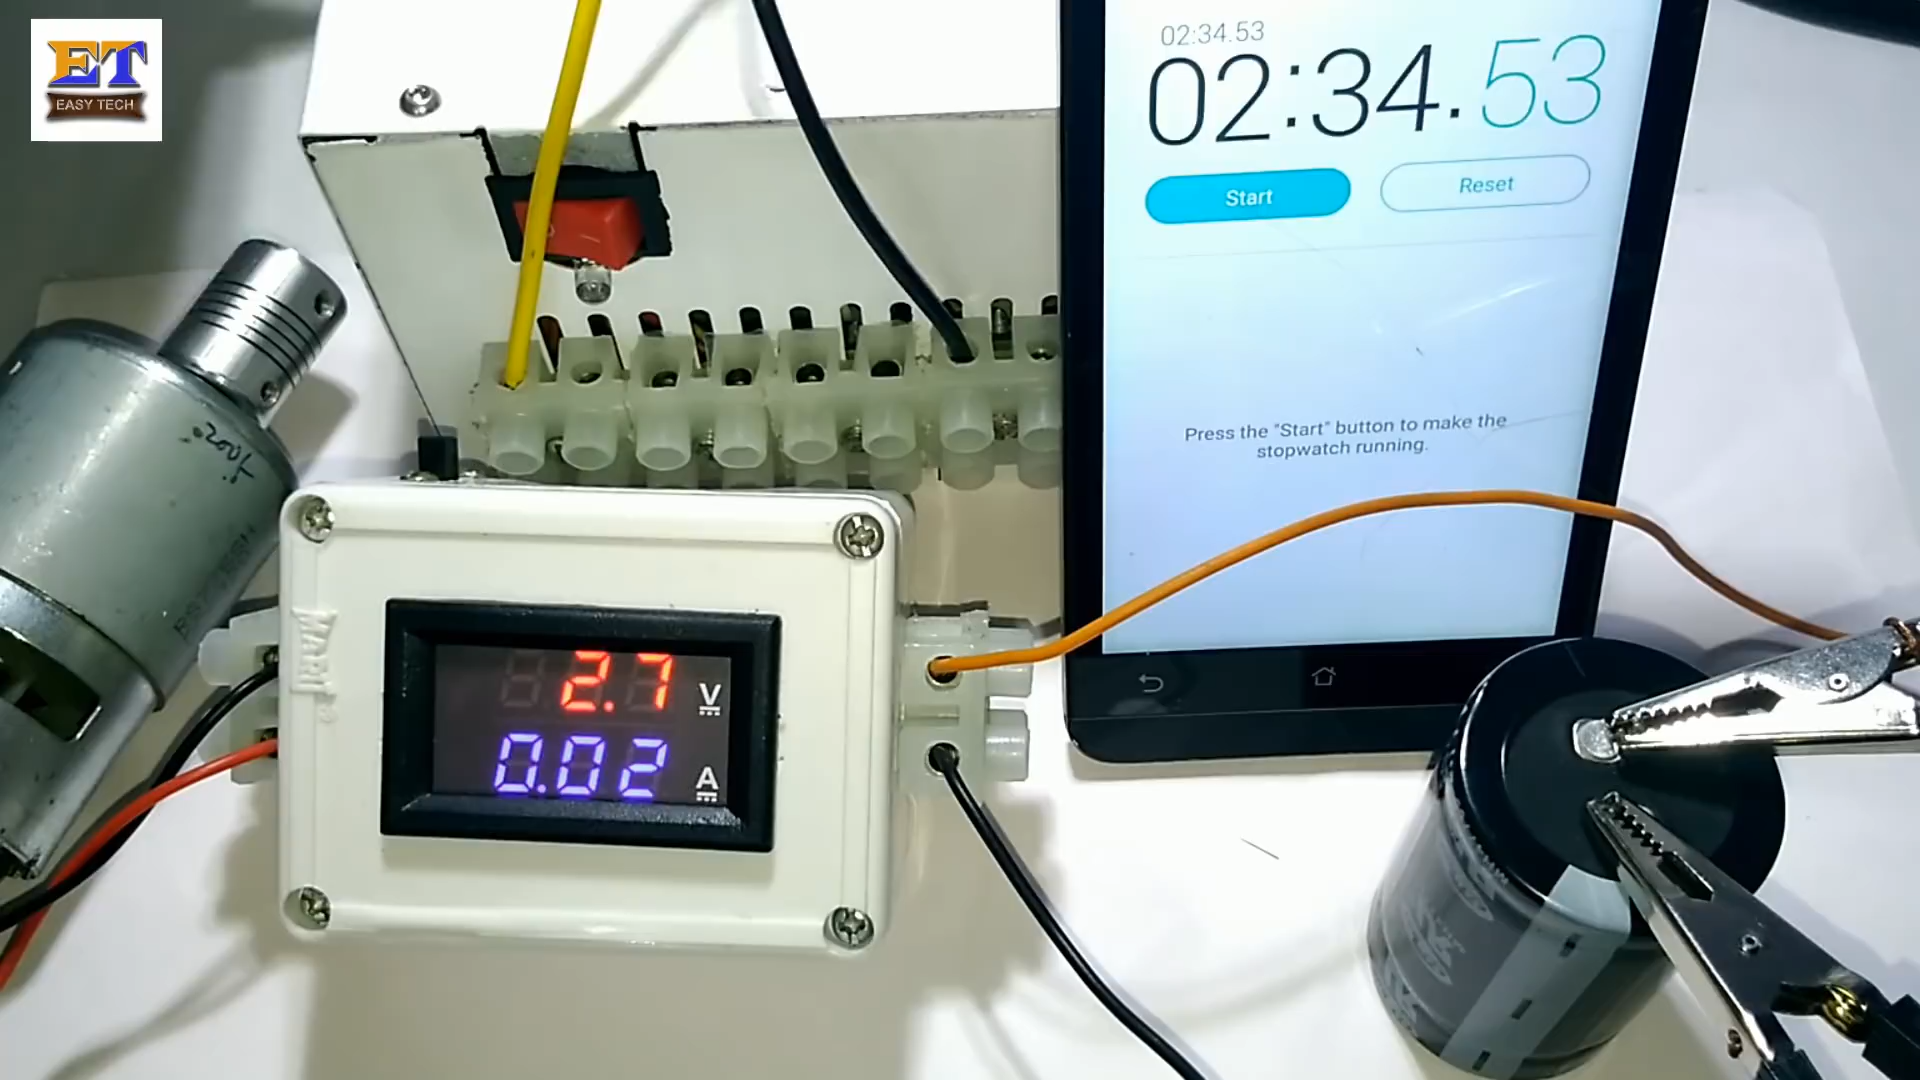 ET
EASY TECH
02:34.53
02:34.53
Start
Reset
Press the "Start" button to make the
stopwatch running.
2.7 V
0.02 A